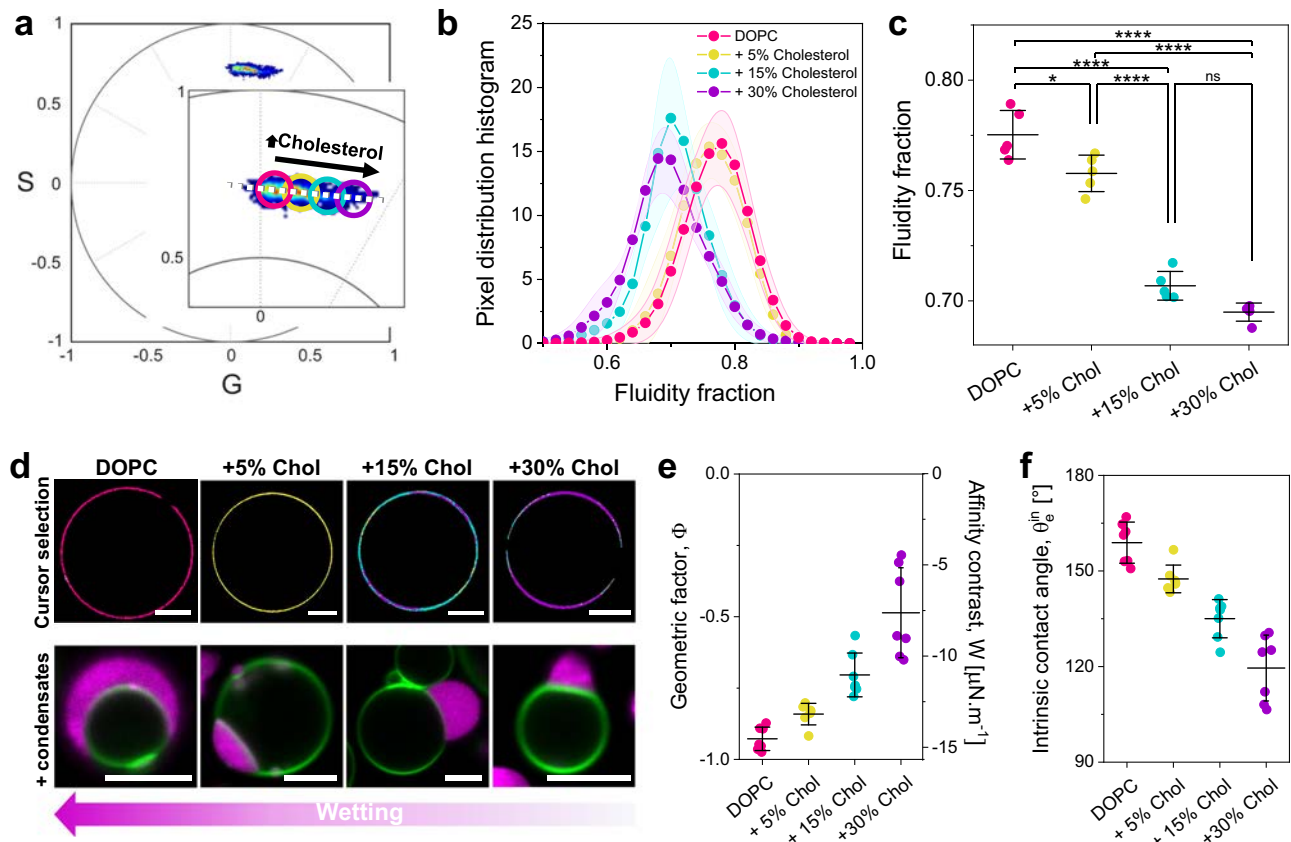 a
1
0.5
0
-0.5
-1
S
-1
-0.5
0
0.5
1
G
1
0.5
0
Cholesterol
b
25
20
15
10
5
0
Pixel distribution histogram
0.6
0.8
1.0
Fluidity fraction
DOPC
+ 5% Cholesterol
+ 15% Cholesterol
+ 30% Cholesterol
c
Fluidity fraction
0.80
0.75
0.70
****
****
****
*
****
ns
DOPC
+5% Chol
+15% Chol
+30% Chol
d
DOPC
+5% Chol
+15% Chol
+30% Chol
Cursor selection
+ condensates
Wetting
e
Geometric factor, Φ
0.0
-0.5
-1.0
0
-5
-10
-15
Affinity contrast, W [μN.m⁻¹]
DOPC
+ 5% Chol
+ 15% Chol
+30% Chol
f
Intrinsic contact angle, θₑⁱⁿ [°]
180
150
120
90
DOPC
+5% Chol
+ 15% Chol
+30% Chol